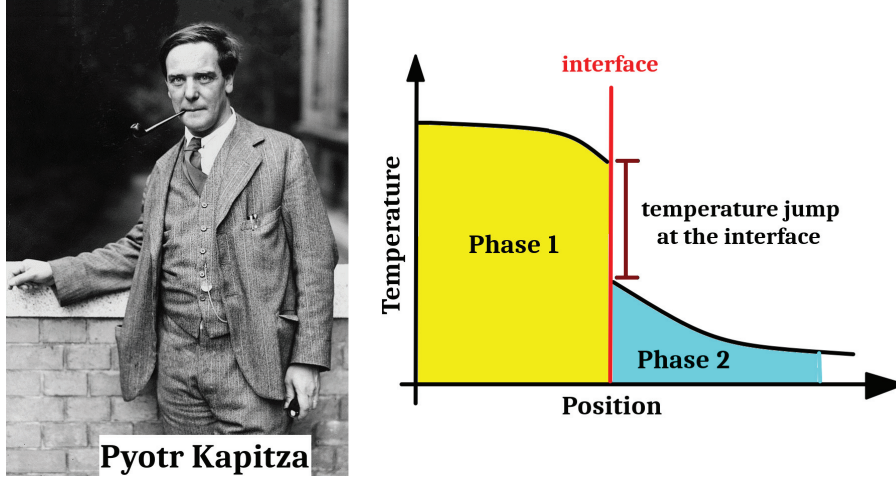 Pyotr Kapitza
interface
Temperature
Phase 1
temperature jump
at the interface
Phase 2
Position